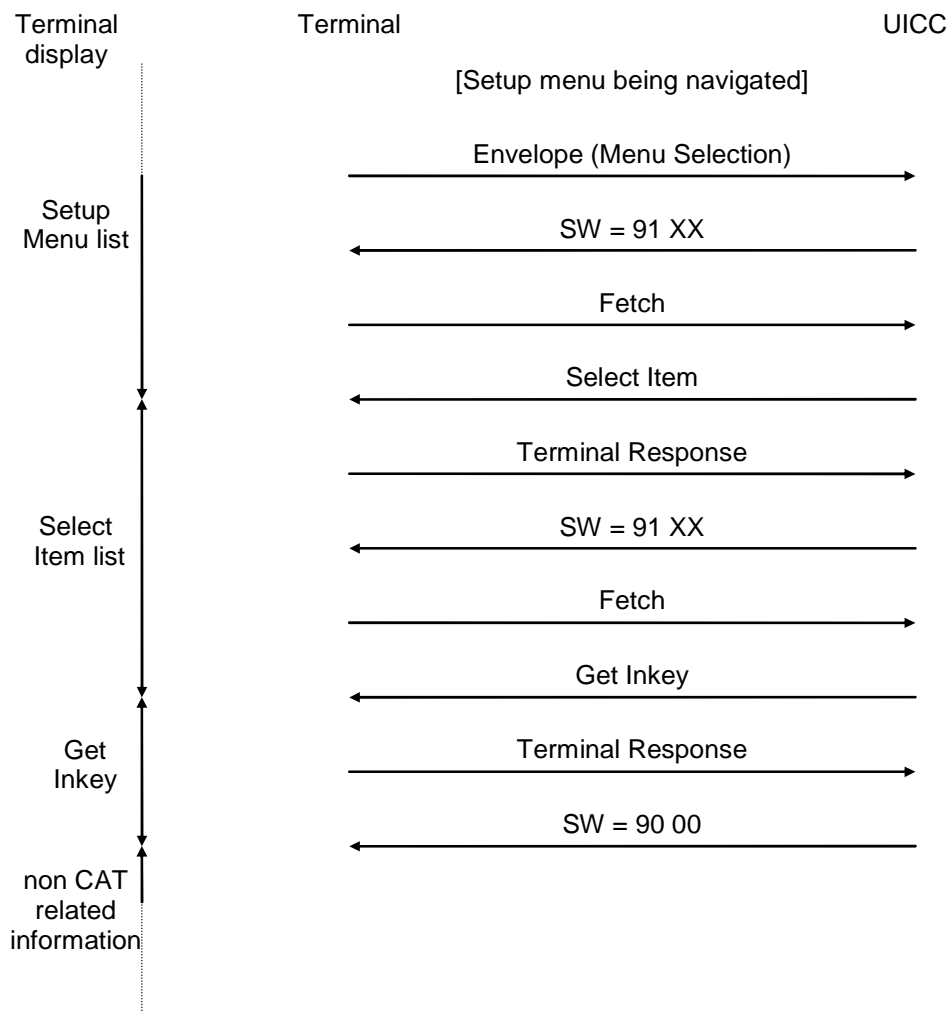 Terminal display
Terminal
UICC
[Setup menu being navigated]
Envelope (Menu Selection)
Setup
Menu list
SW = 91 XX
Fetch
Select Item
Terminal Response
Select
Item list
SW = 91 XX
Fetch
Get Inkey
Get
Inkey
Terminal Response
SW = 90 00
non CAT
related
information